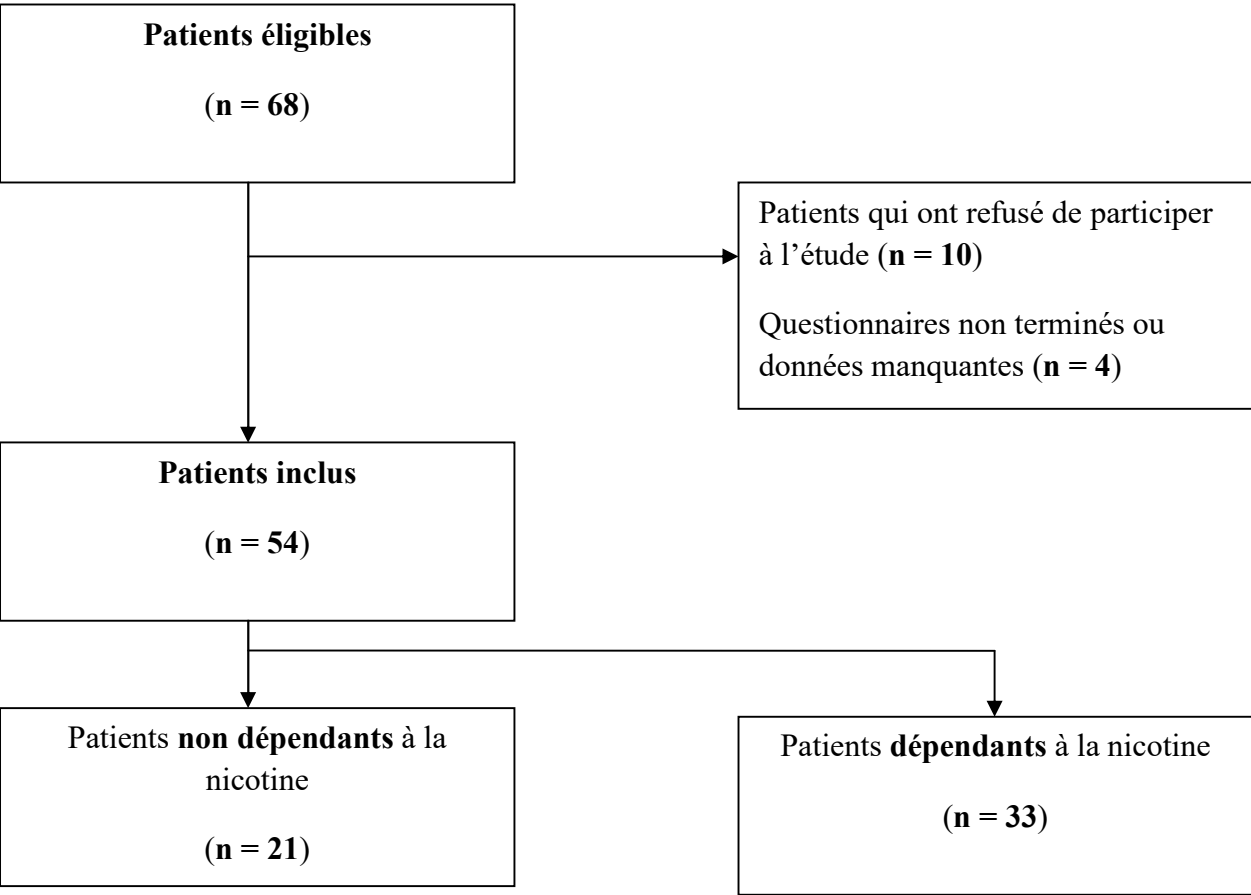 Patients éligibles
(n = 68)
Patients qui ont refusé de participer
à l’étude (n = 10)
Questionnaires non terminés ou
données manquantes (n = 4)
Patients inclus
(n = 54)
Patients non dépendants à la
nicotine
(n = 21)
Patients dépendants à la nicotine
(n = 33)